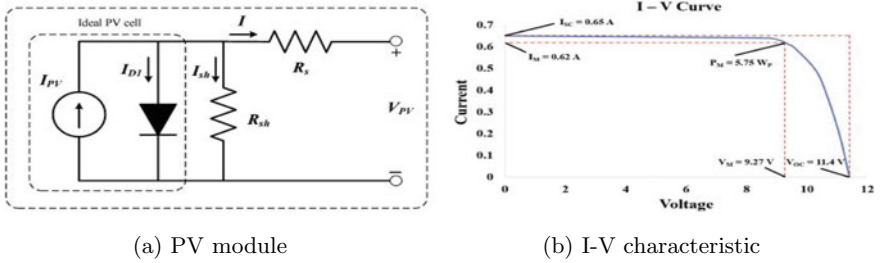 Ideal PV cell
I
I_PV
I_D1
I_sh
R_s
R_sh
+
V_PV
−
(a) PV module
I – V Curve
0.7
0.6
0.5
0.4
0.3
0.2
0.1
0
Current
I_SC = 0.65 A
I_M = 0.62 A
P_M = 5.75 W_P
V_M = 9.27 V
V_OC = 11.4 V
0 2 4 6 8 10 12
Voltage
(b) I-V characteristic